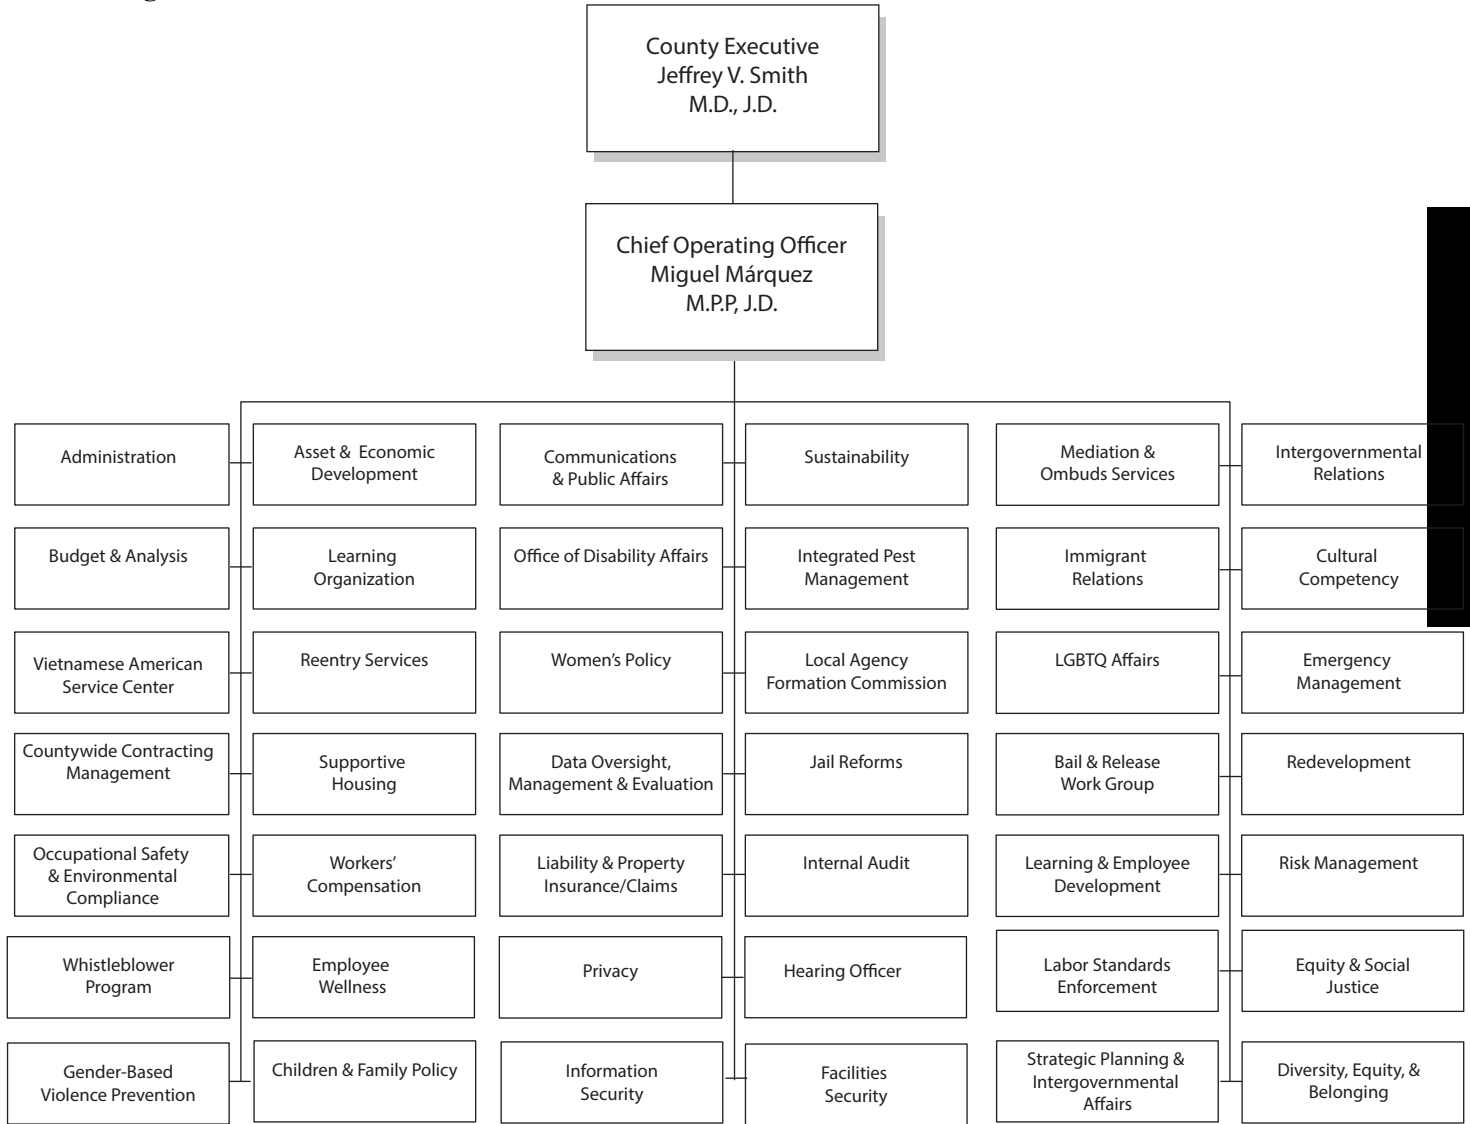 County Executive
Jeffrey V. Smith
M.D., J.D.
Chief Operating Officer
Miguel Márquez
M.P.P, J.D.
Administration
Asset & Economic
Development
Communications
& Public Affairs
Sustainability
Mediation &
Ombuds Services
Intergovernmental
Relations
Budget & Analysis
Learning
Organization
Office of Disability Affairs
Integrated Pest
Management
Immigrant
Relations
Cultural
Competency
Vietnamese American
Service Center
Reentry Services
Women's Policy
Local Agency
Formation Commission
LGBTQ Affairs
Emergency
Management
Countywide Contracting
Management
Supportive
Housing
Data Oversight,
Management & Evaluation
Jail Reforms
Bail & Release
Work Group
Redevelopment
Occupational Safety
& Environmental
Compliance
Workers'
Compensation
Liability & Property
Insurance/Claims
Internal Audit
Learning & Employee
Development
Risk Management
Whistleblower
Program
Employee
Wellness
Privacy
Hearing Officer
Labor Standards
Enforcement
Equity & Social
Justice
Gender-Based
Violence Prevention
Children & Family Policy
Information
Security
Facilities
Security
Strategic Planning &
Intergovernmental
Affairs
Diversity, Equity, &
Belonging